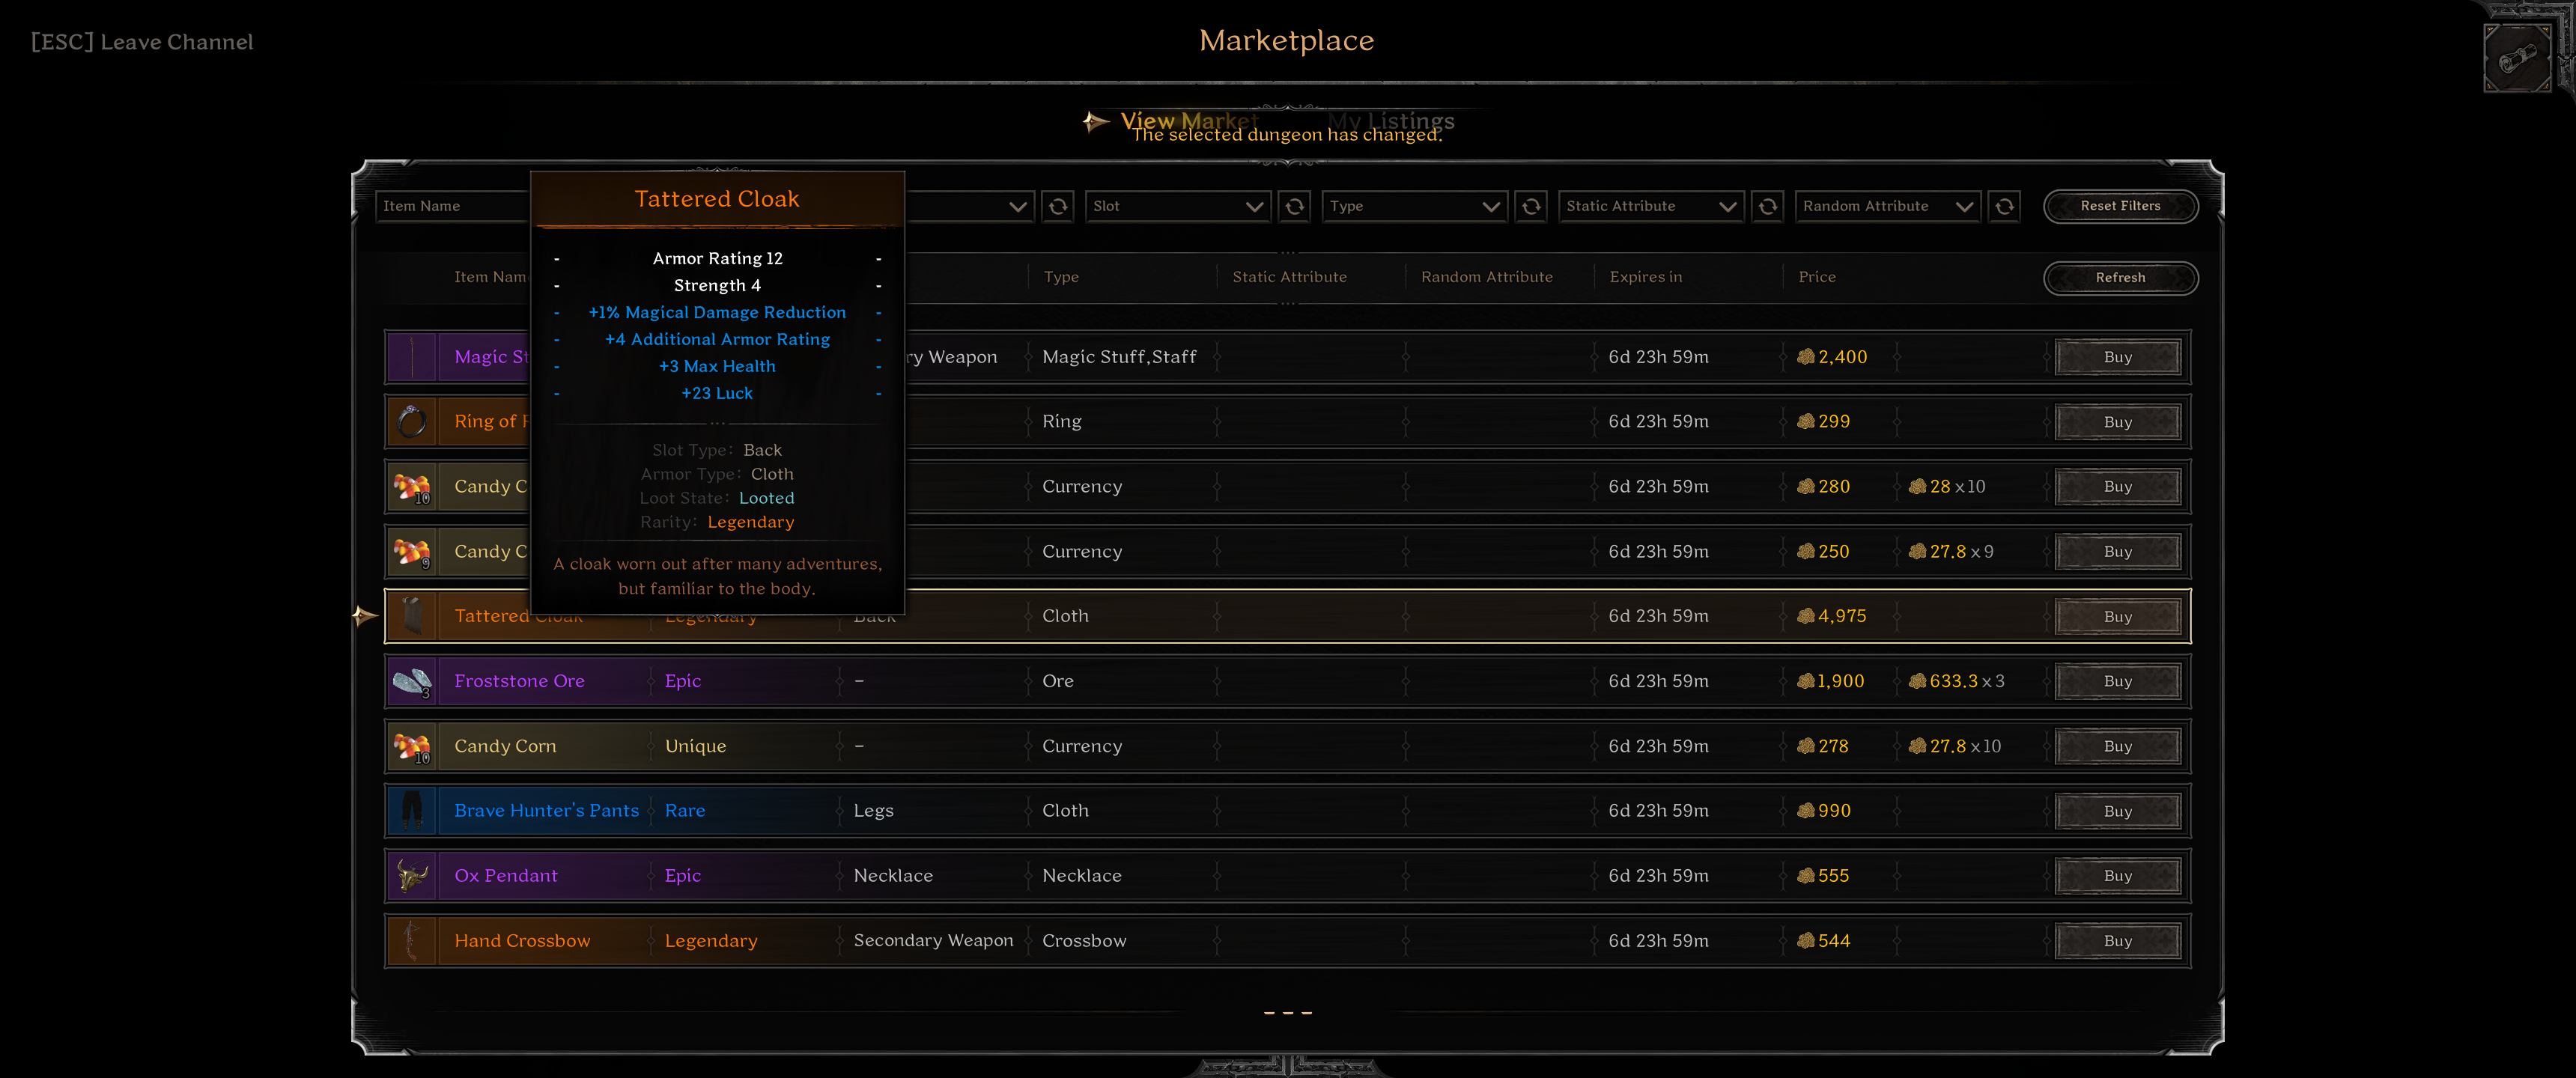 [ESC] Leave Channel
Marketplace
View Market My Listings
The selected dungeon has changed.
Item Name Slot Type Static Attribute Random Attribute Reset Filters
Item Type Static Attribute Random Attribute Expires in Price Refresh
Tattered Cloak
- Armor Rating 12 -
- Strength 4 -
- +1% Magical Damage Reduction -
- +4 Additional Armor Rating -
- +3 Max Health -
- +23 Luck -
Slot Type: Back
Armor Type: Cloth
Loot State: Looted
Rarity: Legendary
A cloak worn out after many adventures,
but familiar to the body.
Magic Weapon Magic Stuff,Staff 6d 23h 59m 2,400 Buy
Ring of Ring 6d 23h 59m 299 Buy
10 Candy Currency 6d 23h 59m 280 28 x10 Buy
9 Candy Currency 6d 23h 59m 250 27.8 x 9 Buy
Tattered Cloak Legendary Back Cloth 6d 23h 59m 4,975 Buy
3 Froststone Ore Epic – Ore 6d 23h 59m 1,900 633.3 x 3 Buy
10 Candy Corn Unique – Currency 6d 23h 59m 278 27.8 x10 Buy
Brave Hunter's Pants Rare Legs Cloth 6d 23h 59m 990 Buy
Ox Pendant Epic Necklace Necklace 6d 23h 59m 555 Buy
Hand Crossbow Legendary Secondary Weapon Crossbow 6d 23h 59m 544 Buy